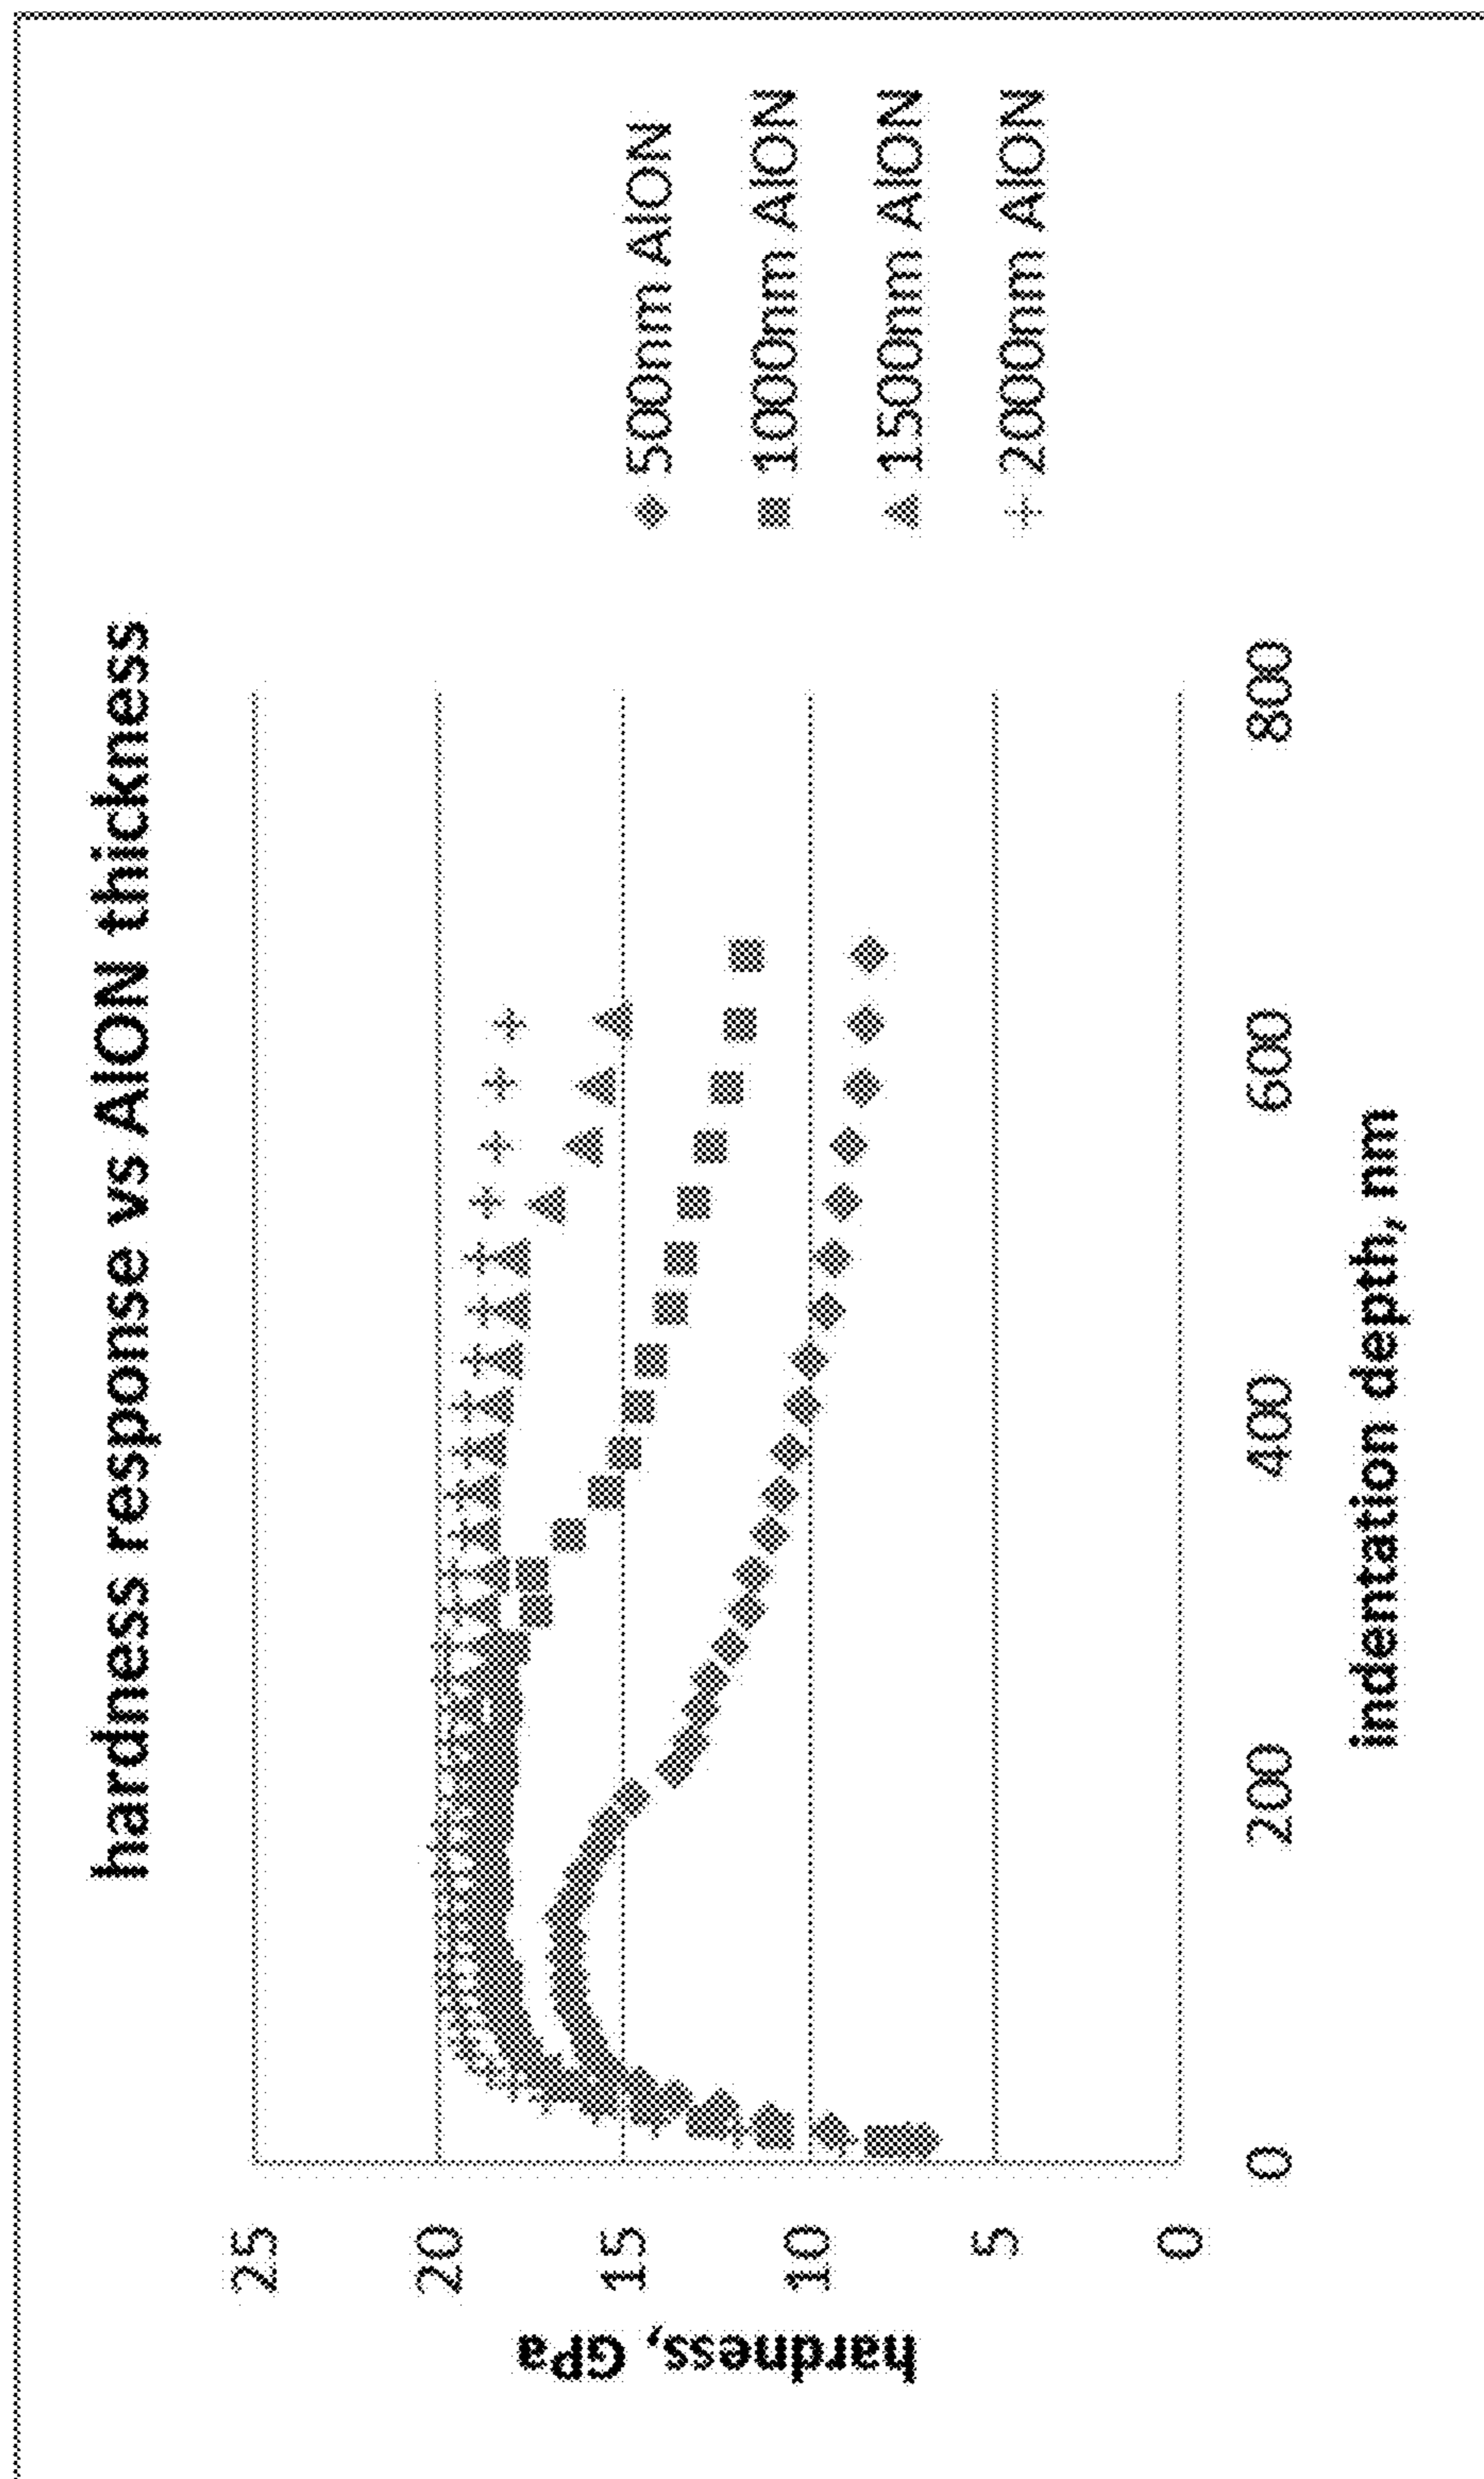 hardness response vs AlON thickness
25
20
15
10
5
0
hardness, GPa
0
200
400
600
800
indentation depth, nm
500nm AlON
1000nm AlON
1500nm AlON
2000nm AlON